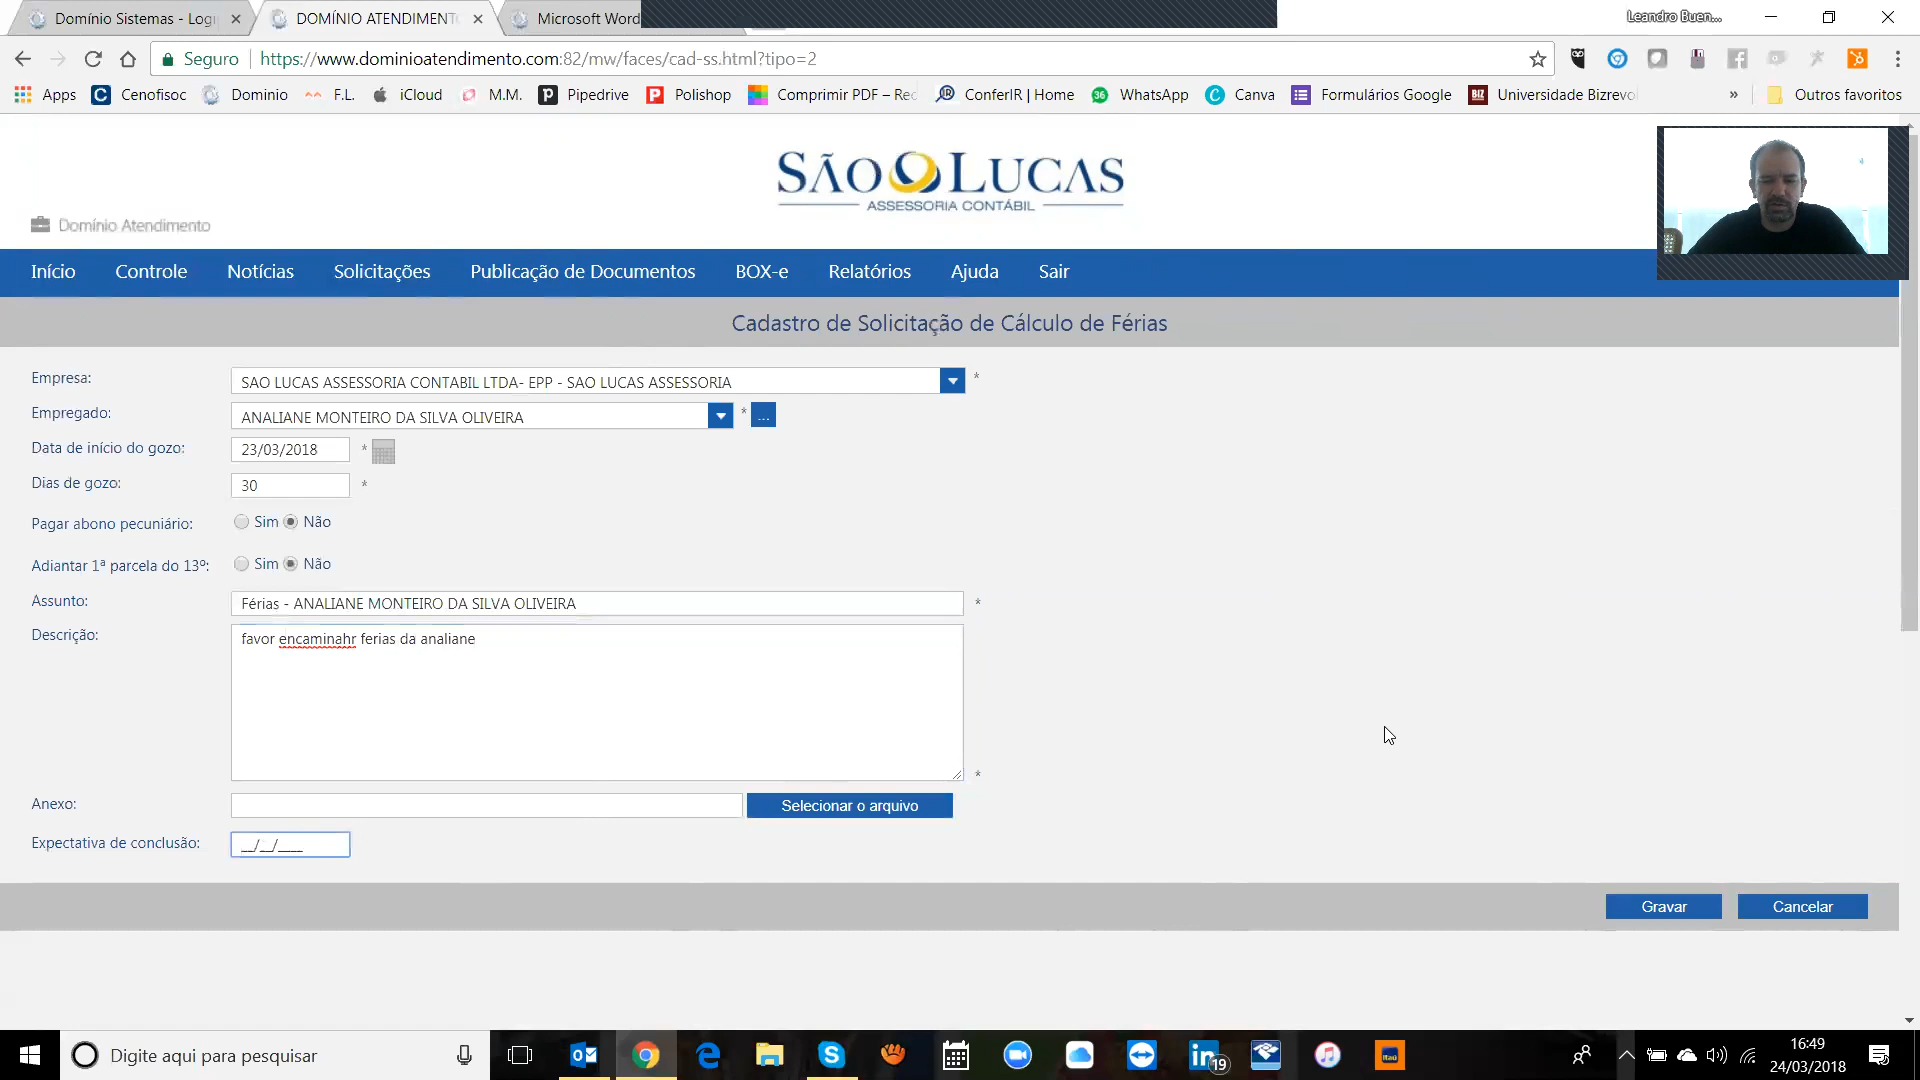 Domínio Sistemas - Logi
DOMÍNIO ATENDIMENT
Microsoft Word
Leandro Buen...
Seguro https://www.dominioatendimento.com:82/mw/faces/cad-ss.html?tipo=2
Apps Cenofisoc Dominio F.L. iCloud M.M. Pipedrive Polishop Comprimir PDF – Rec ConferIR | Home WhatsApp Canva Formulários Google Universidade Bizrevo » Outros favoritos
SÃO LUCAS
ASSESSORIA CONTÁBIL
Domínio Atendimento
Início Controle Notícias Solicitações Publicação de Documentos BOX-e Relatórios Ajuda Sair
Cadastro de Solicitação de Cálculo de Férias
Empresa: SAO LUCAS ASSESSORIA CONTABIL LTDA- EPP - SAO LUCAS ASSESSORIA *
Empregado: ANALIANE MONTEIRO DA SILVA OLIVEIRA * ...
Data de início do gozo: 23/03/2018 *
Dias de gozo: 30 *
Pagar abono pecuniário: Sim Não
Adiantar 1ª parcela do 13º: Sim Não
Assunto: Férias - ANALIANE MONTEIRO DA SILVA OLIVEIRA *
Descrição: favor encaminahr ferias da analiane
*
Anexo: Selecionar o arquivo
Expectativa de conclusão: __/__/____
Gravar Cancelar
Digite aqui para pesquisar
19
Itaú
16:49
24/03/2018